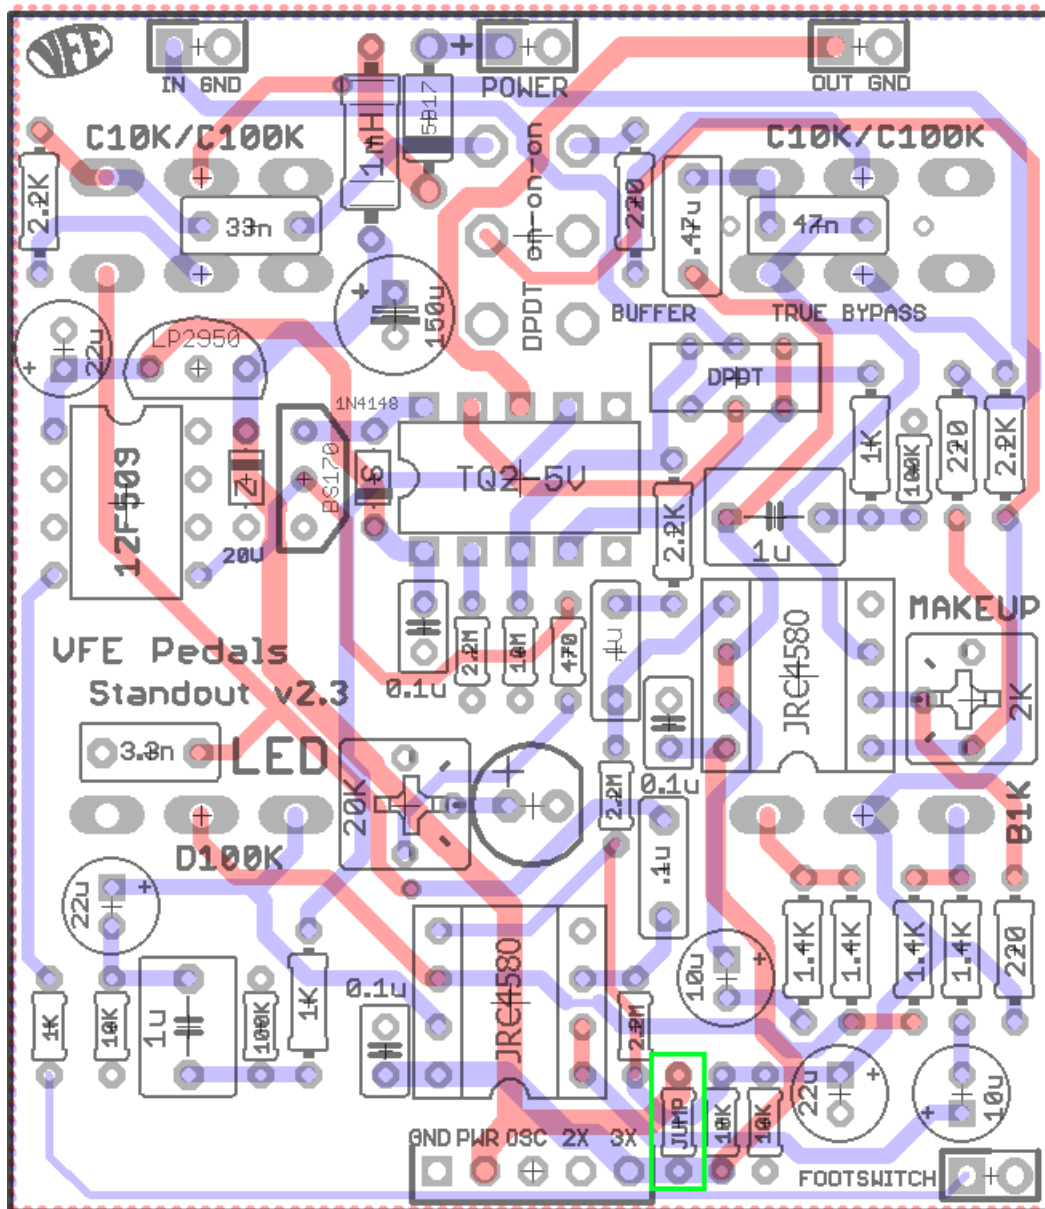 VFE
IN GND
POWER
OUT GND
C10K/C100K
C10K/C100K
1mH
5817
on-on-on
2.2K
33n
220
.47u
47n
150u
DPDT
BUFFER
TRUE BYPASS
22u
LP2950
DPDT
1N4148
12F509
BS170
TQ2-5V
1K
100K
220
2.2K
2.2K
20V
1u
MAKEUP
VFE Pedals
2.2M
10M
470
1u
JRC4580
0.1u
Standout v2.3
2K
3.3n
LED
0.1u
20K
2.2M
B1K
D100K
.1u
22u
1.4K
1.4K
1.4K
1.4K
220
10u
0.1u
JRC4580
1K
10K
1u
100K
1K
2.2M
22u
10u
JUMP
10K
10K
GND PWR OSC 2X 3X
FOOTSWITCH